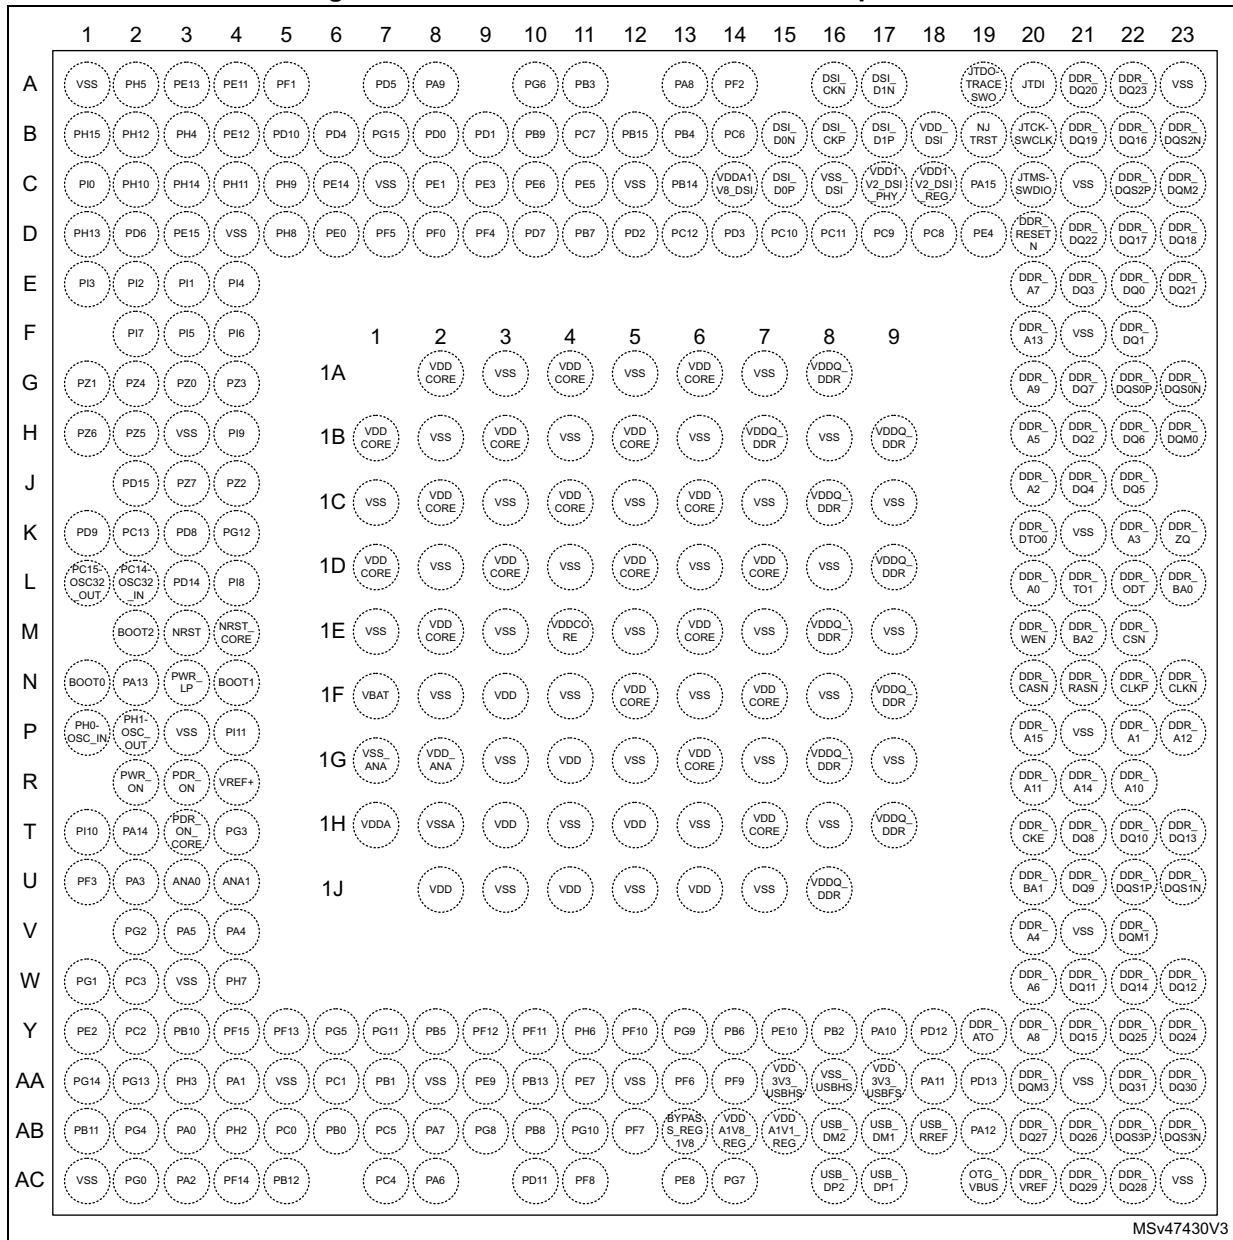 1 2 3 4 5 6 7 8 9 10 11 12 13 14 15 16 17 18 19 20 21 22 23
A VSS PH5 PE13 PE11 PF1 PD5 PA9 PG6 PB3 PA8 PF2 DSI_CKN DSI_D1N JTDO-TRACESWO JTDI DDR_DQ20 DDR_DQ23 VSS
B PH15 PH12 PH4 PE12 PD10 PD4 PG15 PD0 PD1 PB9 PC7 PB15 PB4 PC6 DSI_D0N DSI_CKP DSI_D1P VDD_DSI NJTRST JTCK-SWCLK DDR_DQ19 DDR_DQ16 DDR_DQS2N
C PI0 PH10 PH14 PH11 PH9 PE14 VSS PE1 PE3 PE6 PE5 VSS PB14 VDDA1V8_DSI DSI_D0P VSS_DSI VDD1V2_DSI_PHY VDD1V2_DSI_REG PA15 JTMS-SWDIO VSS DDR_DQS2P DDR_DQM2
D PH13 PD6 PE15 VSS PH8 PE0 PF5 PF0 PF4 PD7 PB7 PD2 PC12 PD3 PC10 PC11 PC9 PC8 PE4 DDR_RESETN DDR_DQ22 DDR_DQ17 DDR_DQ18
E PI3 PI2 PI1 PI4 DDR_A7 DDR_DQ3 DDR_DQ0 DDR_DQ21
F PI7 PI5 PI6 DDR_A13 VSS DDR_DQ1
1 2 3 4 5 6 7 8 9
1A VDDCORE VSS VDDCORE VSS VDDCORE VSS VDDQ_DDR
G PZ1 PZ4 PZ0 PZ3 DDR_A9 DDR_DQ7 DDR_DQS0P DDR_DQS0N
H PZ6 PZ5 VSS PI9 DDR_A5 DDR_DQ2 DDR_DQ6 DDR_DQM0
1B VDDCORE VSS VDDCORE VSS VDDCORE VSS VDDQ_DDR VSS VDDQ_DDR
J PD15 PZ7 PZ2 DDR_A2 DDR_DQ4 DDR_DQ5
1C VSS VDDCORE VSS VDDCORE VSS VDDCORE VSS VDDQ_DDR VSS
K PD9 PC13 PD8 PG12 DDR_DTO0 VSS DDR_A3 DDR_ZQ
1D VDDCORE VSS VDDCORE VSS VDDCORE VSS VDDCORE VSS VDDQ_DDR
L PC15-OSC32_OUT PC14-OSC32_IN PD14 PI8 DDR_A0 DDR_TO1 DDR_ODT DDR_BA0
M BOOT2 NRST NRST_CORE DDR_WEN DDR_BA2 DDR_CSN
1E VSS VDDCORE VSS VDDCORE VSS VDDCORE VSS VDDQ_DDR VSS
N BOOT0 PA13 PWR_LP BOOT1 DDR_CASN DDR_RASN DDR_CLKP DDR_CLKN
1F VBAT VSS VDD VSS VDDCORE VSS VDDCORE VSS VDDQ_DDR
P PH0-OSC_IN PH1-OSC_OUT VSS PI11 DDR_A15 VSS DDR_A1 DDR_A12
1G VSS_ANA VDD_ANA VSS VDD VSS VDDCORE VSS VDDQ_DDR VSS
R PWR_ON PDR_ON VREF+ DDR_A11 DDR_A14 DDR_A10
T PI10 PA14 PDR_ON_CORE PG3 DDR_CKE DDR_DQ8 DDR_DQ10 DDR_DQ13
1H VDDA VSSA VDD VSS VDD VSS VDDCORE VSS VDDQ_DDR
U PF3 PA3 ANA0 ANA1 DDR_BA1 DDR_DQ9 DDR_DQS1P DDR_DQS1N
1J VDD VSS VDD VSS VDD VSS VDDQ_DDR
V PG2 PA5 PA4 DDR_A4 VSS DDR_DQM1
W PG1 PC3 VSS PH7 DDR_A6 DDR_DQ11 DDR_DQ14 DDR_DQ12
Y PE2 PC2 PB10 PF15 PF13 PG5 PG11 PB5 PF12 PF11 PH6 PF10 PG9 PB6 PE10 PB2 PA10 PD12 DDR_ATO DDR_A8 DDR_DQ15 DDR_DQ25 DDR_DQ24
AA PG14 PG13 PH3 PA1 VSS PC1 PB1 VSS PE9 PB13 PE7 VSS PF6 PF9 VDD3V3_USBHS VSS_USBHS VDD3V3_USBFS PA11 PD13 DDR_DQM3 VSS DDR_DQ31 DDR_DQ30
AB PB11 PG4 PA0 PH2 PC0 PB0 PC5 PA7 PG8 PB8 PG10 PF7 BYPASS_REG1V8 VDDA1V8_REG VDDA1V1_REG USB_DM2 USB_DM1 USB_RREF PA12 DDR_DQ27 DDR_DQ26 DDR_DQS3P DDR_DQS3N
AC VSS PG0 PA2 PF14 PB12 PC4 PA6 PD11 PF8 PE8 PG7 USB_DP2 USB_DP1 OTG_VBUS DDR_VREF DDR_DQ29 DDR_DQ28 VSS
MSv47430V3